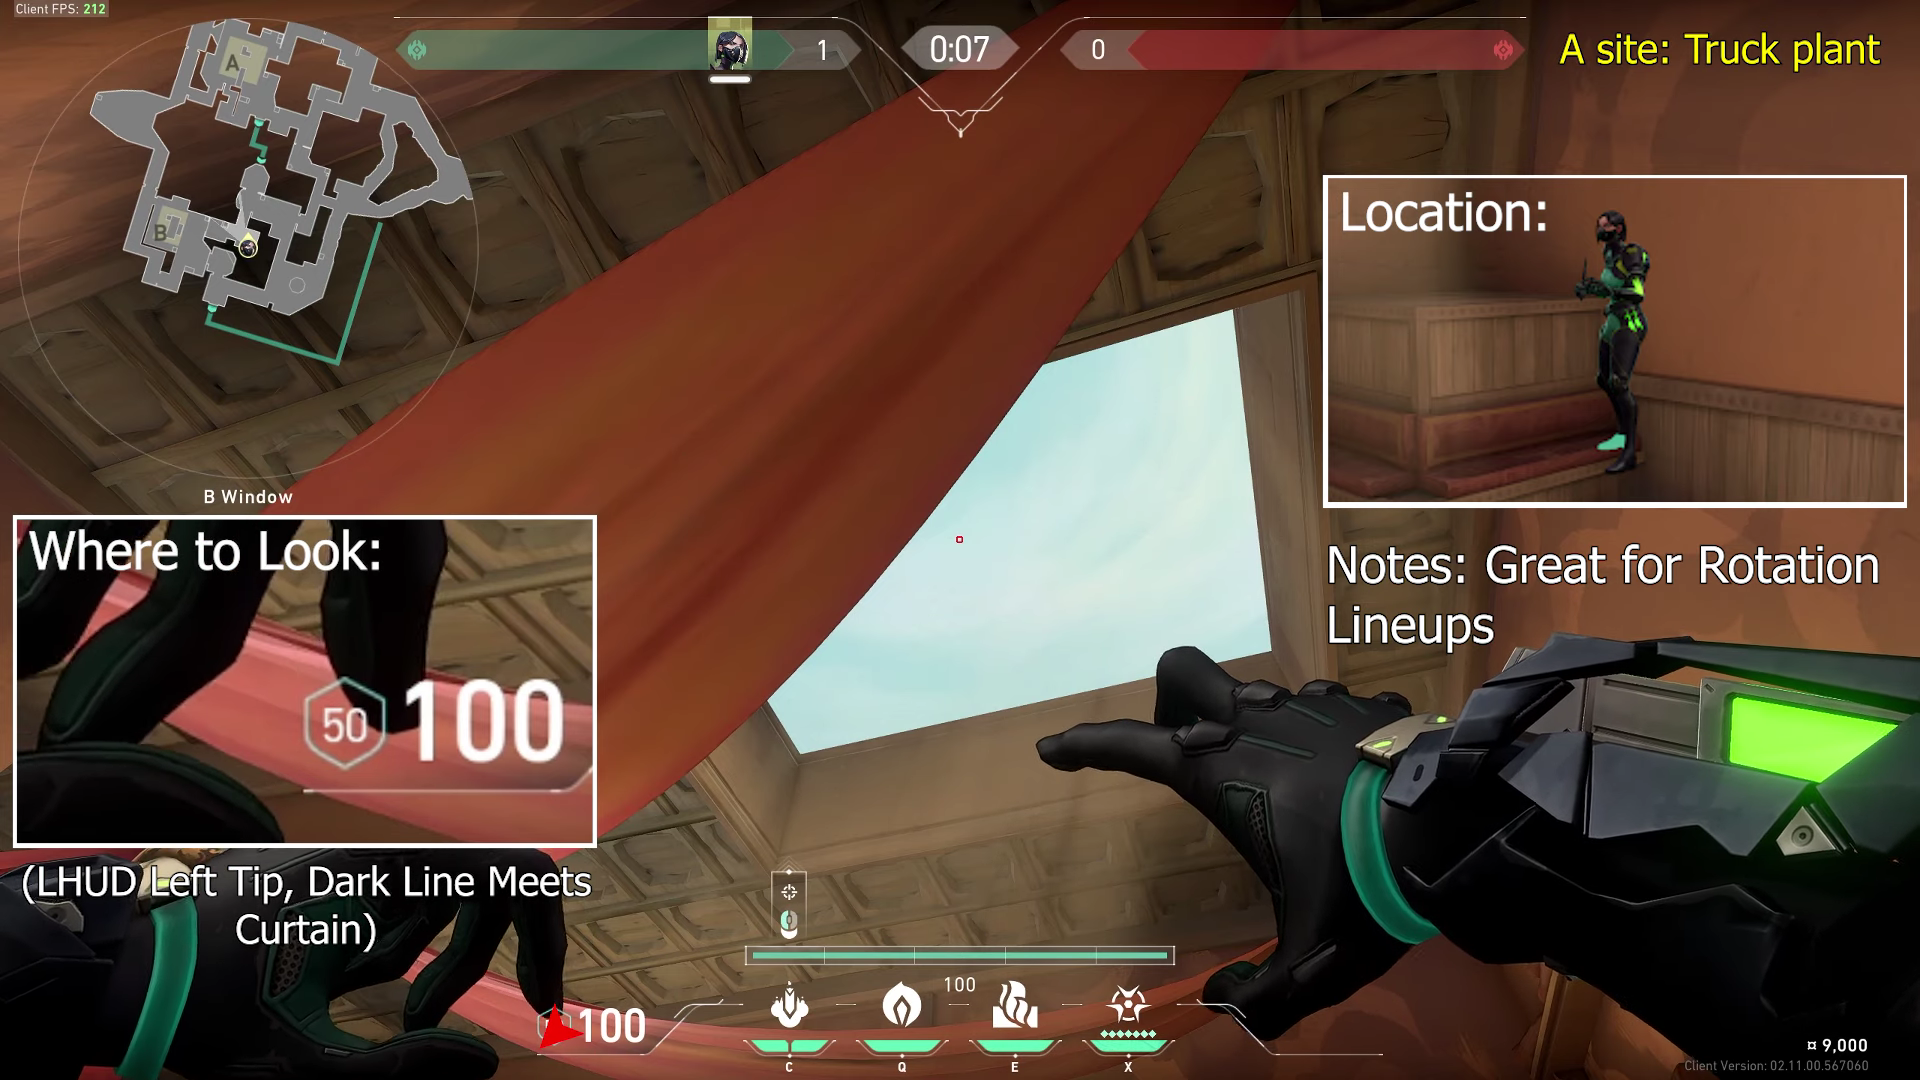 Client FPS: 212
A
B
1
0:07
0
A site: Truck plant
Location:
B Window
Where to Look:
50
100
Notes: Great for Rotation
Lineups
(LHUD Left Tip, Dark Line Meets
Curtain)
100
100
C
Q
E
X
¤ 9,000
Client Version: 02.11.00.567060